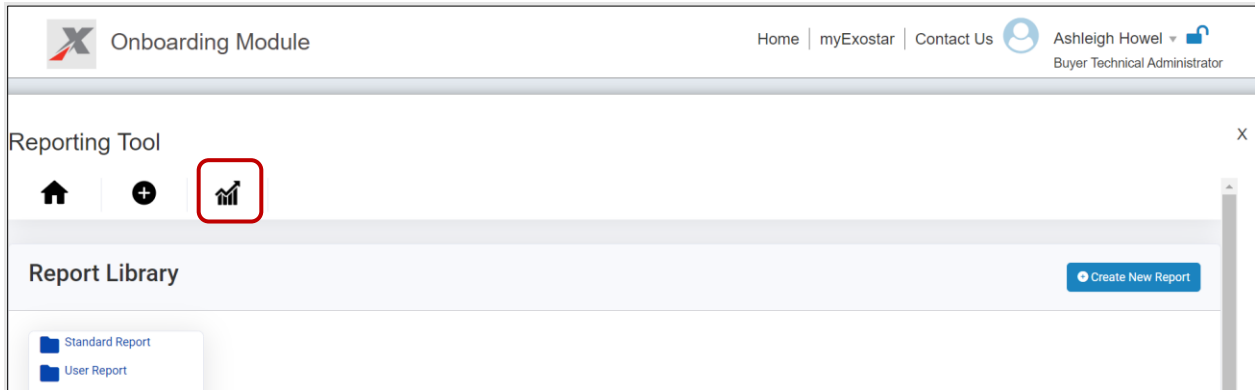 Onboarding Module
Home | myExostar | Contact Us
Ashleigh Howel
Buyer Technical Administrator
Reporting Tool
X
Report Library
Create New Report
Standard Report
User Report